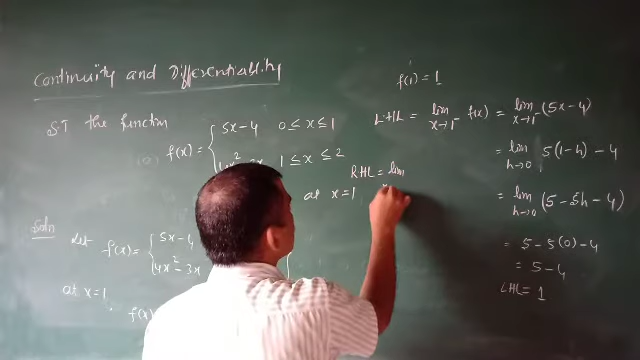 Continuity and Differentiability
S.T the function
f(x) = { 5x-4 0 ≤ x ≤ 1
1 ≤ x ≤ 2
at x=1
Soln Let f(x) = { 5x-4
4x²-3x
at x=1,
f(x)
f(1) = 1
LHL = lim x→1⁻ f(x) = lim x→1⁻ (5x-4)
= lim h→0 5(1-h) - 4
= lim h→0 (5-5h-4)
= 5-5(0)-4
= 5-4
LHL = 1
RHL = lim